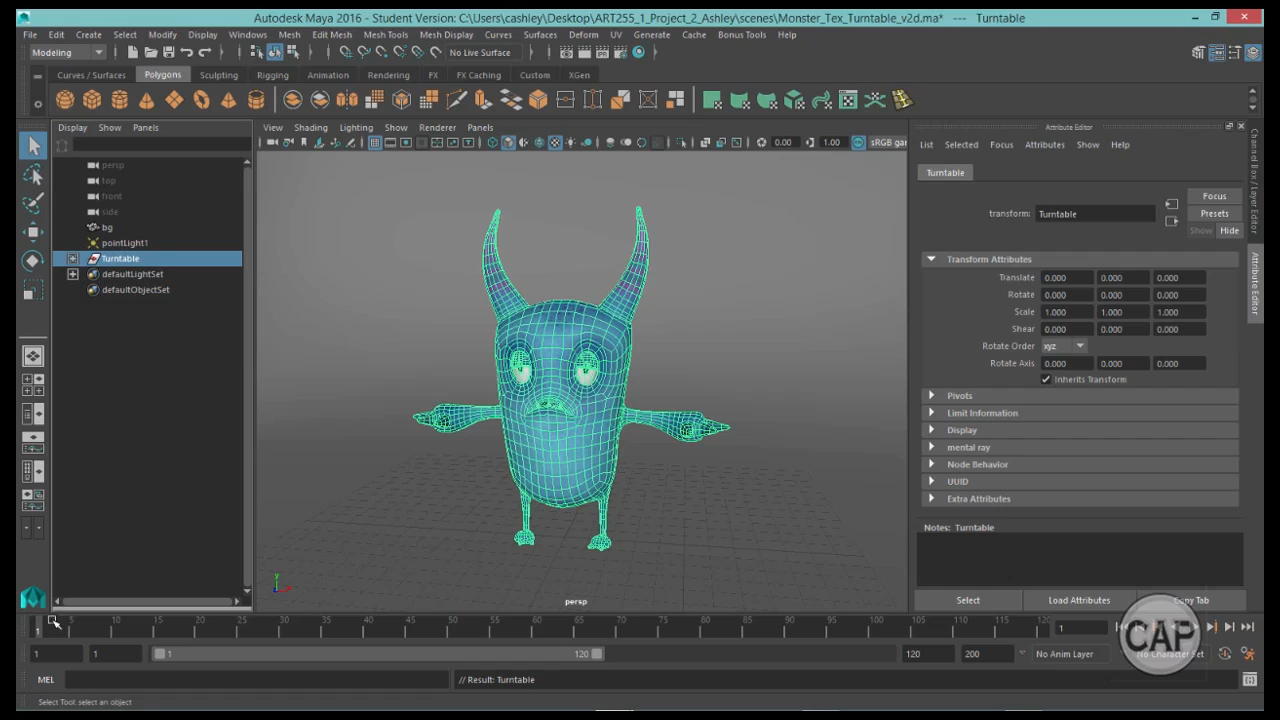 Autodesk Maya 2016 - Student Version: C:\Users\cashley\Desktop\ART255_1_Project_2_Ashley\scenes\Monster_Tex_Turntable_v2d.ma* --- Turntable
File Edit Create Select Modify Display Windows Mesh Edit Mesh Mesh Tools Mesh Display Curves Surfaces Deform UV Generate Cache Bonus Tools Help
Modeling No Live Surface
Curves / Surfaces Polygons Sculpting Rigging Animation Rendering FX FX Caching Custom XGen
Display Show Panels
View Shading Lighting Show Renderer Panels
0.00 1.00 sRGB gar
persp
top
front
side
bg
pointLight1
Turntable
defaultLightSet
defaultObjectSet
persp
Attribute Editor
List Selected Focus Attributes Show Help
Turntable
transform: Turntable
Focus
Presets
Show Hide
Transform Attributes
Translate 0.000 0.000 0.000
Rotate 0.000 0.000 0.000
Scale 1.000 1.000 1.000
Shear 0.000 0.000 0.000
Rotate Order xyz
Rotate Axis 0.000 0.000 0.000
Inherits Transform
Pivots
Limit Information
Display
mental ray
Node Behavior
UUID
Extra Attributes
Notes: Turntable
Select Load Attributes Copy Tab
Channel Box / Layer Editor
Attribute Editor
5 10 15 20 25 30 35 40 45 50 55 60 65 70 75 80 85 90 95 100 105 110 115 120
1 1
CAP
1 1 1 120 120 200 No Anim Layer No Character Set
MEL // Result: Turntable
Select Tool: select an object